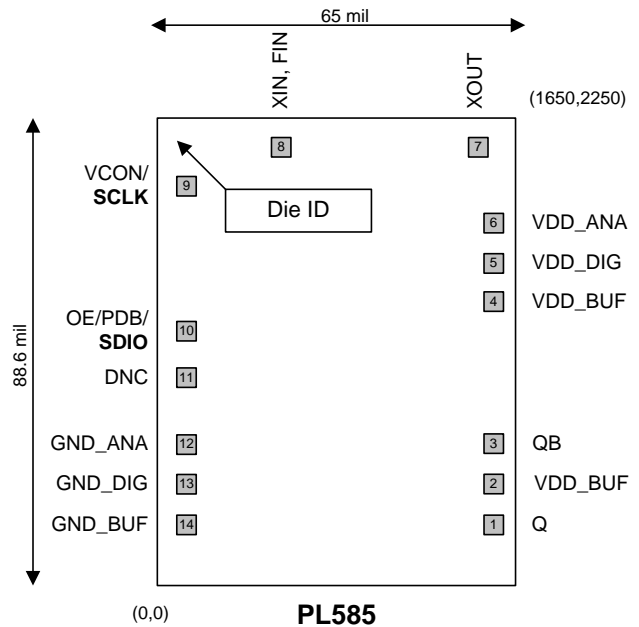 65 mil
XIN, FIN
XOUT
(1650,2250)
8
7
VCON/
SCLK
9
Die ID
6
VDD_ANA
5
VDD_DIG
4
VDD_BUF
OE/PDB/
SDIO
10
DNC
11
88.6 mil
GND_ANA
12
3
QB
GND_DIG
13
2
VDD_BUF
GND_BUF
14
1
Q
(0,0)
PL585